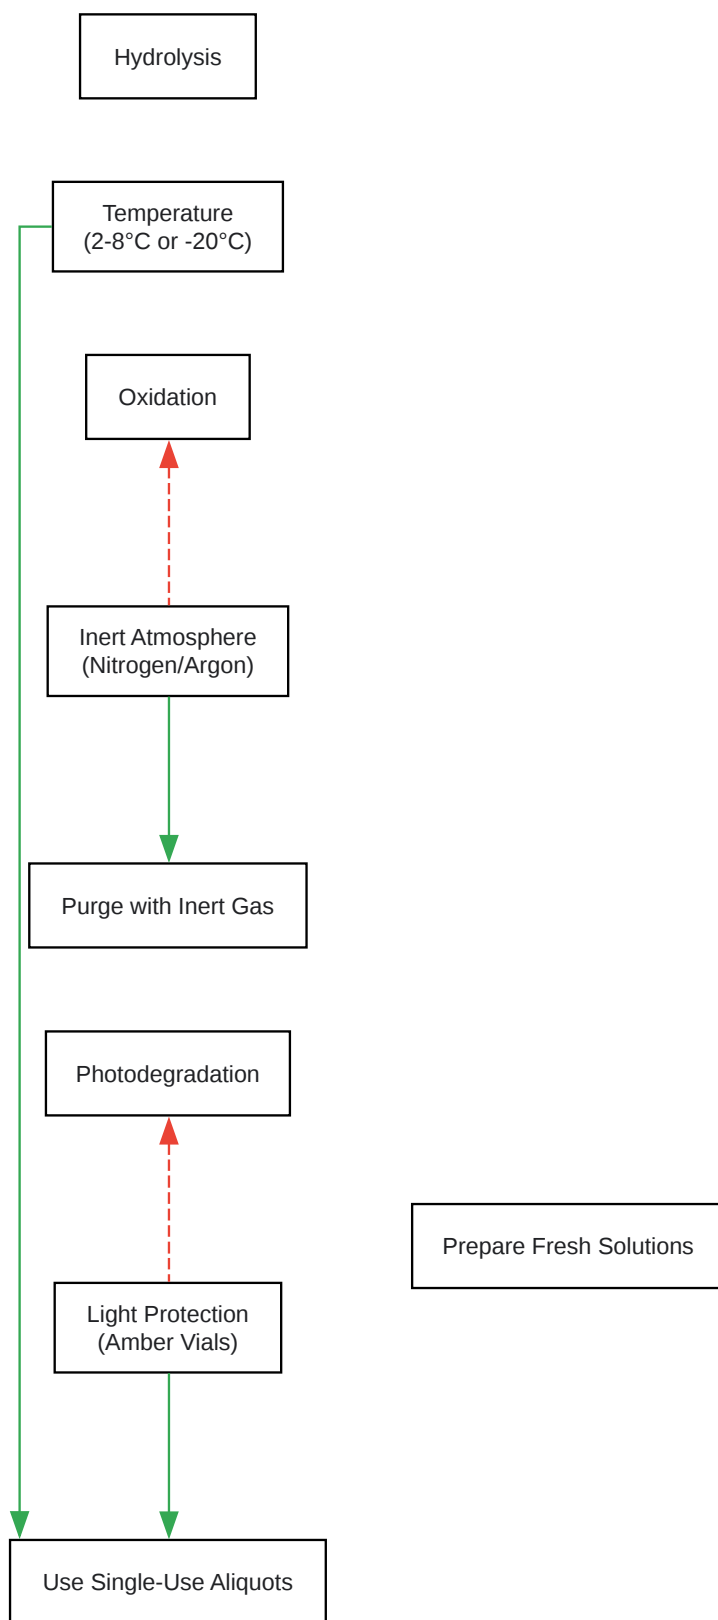 Hydrolysis
Temperature
(2-8°C or -20°C)
Oxidation
Inert Atmosphere
(Nitrogen/Argon)
Purge with Inert Gas
Photodegradation
Prepare Fresh Solutions
Light Protection
(Amber Vials)
Use Single-Use Aliquots